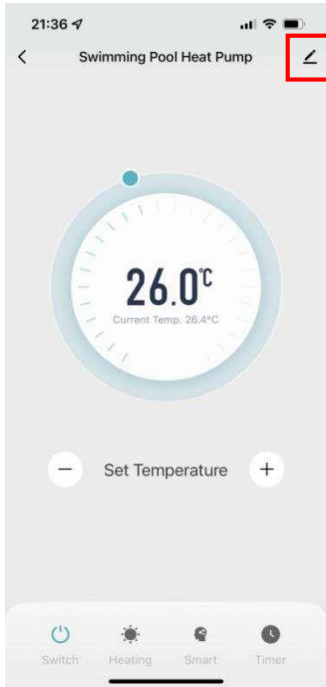 21:36
Swimming Pool Heat Pump
26.0℃
Current Temp. 26.4°C
Set Temperature
Switch Heating Smart Timer